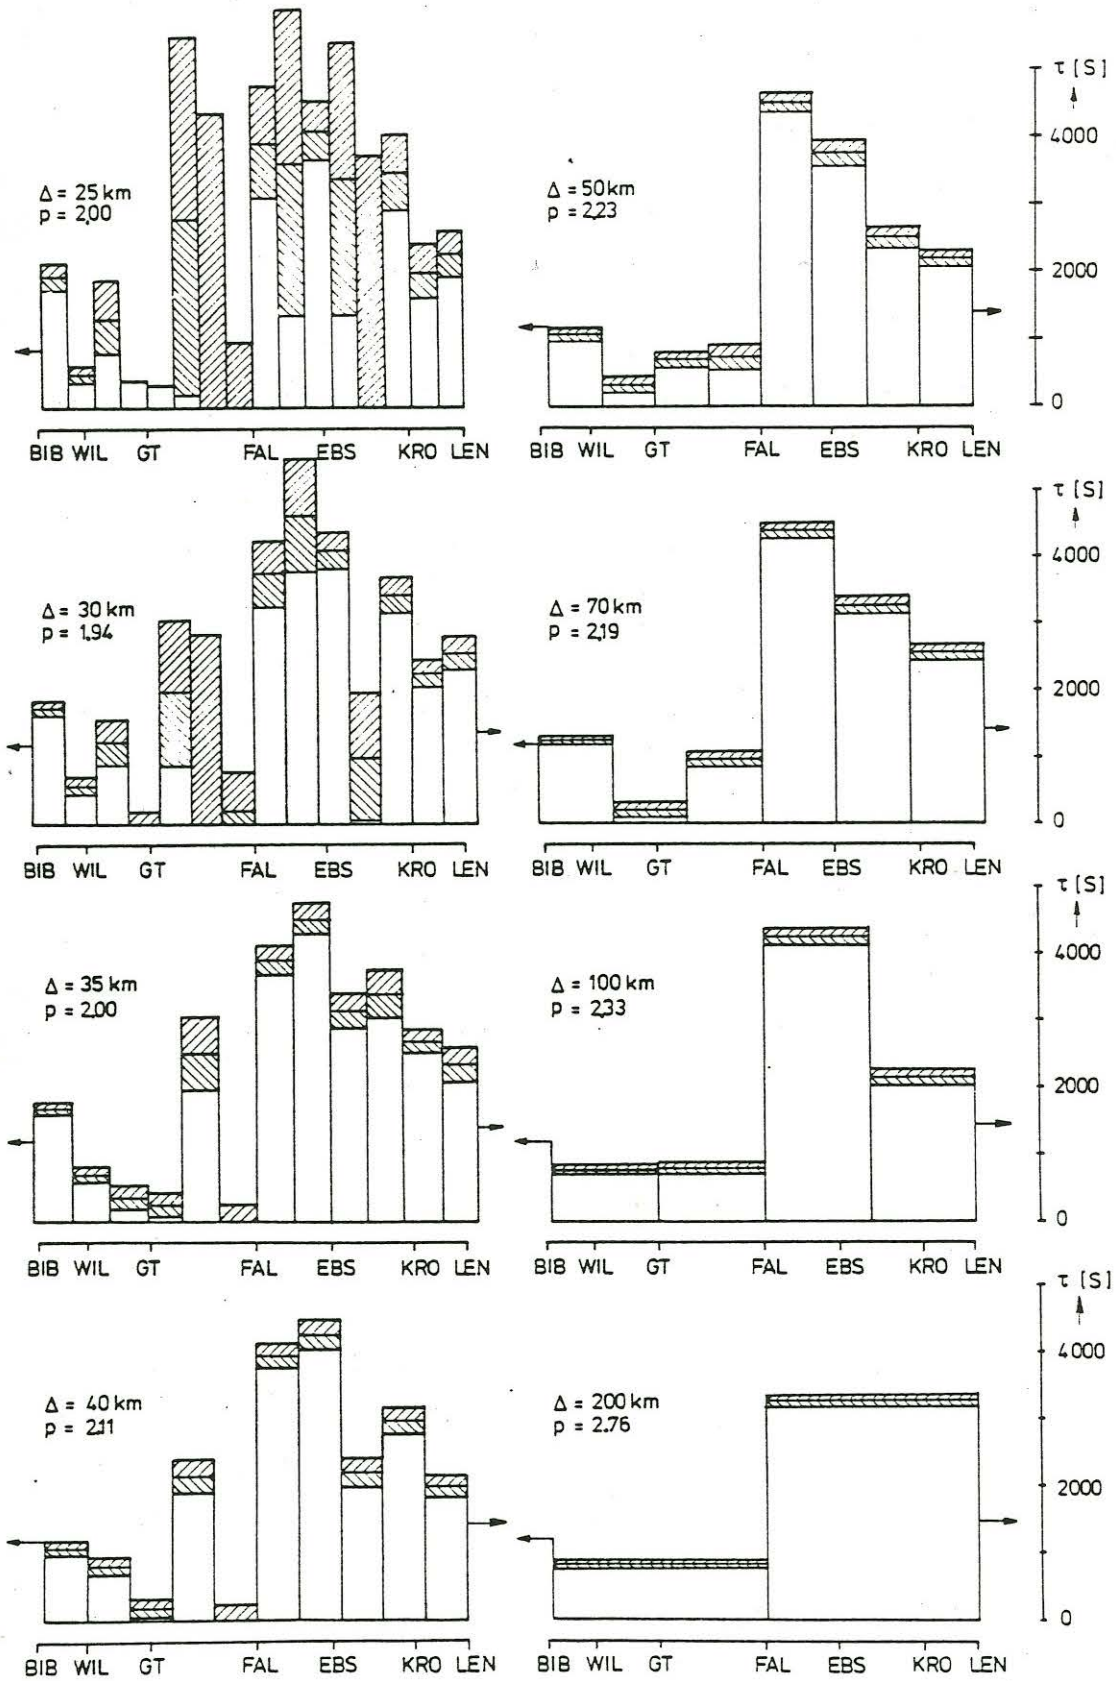 Δ = 25 km
p = 2.00
BIB WIL GT FAL EBS KRO LEN
Δ = 50 km
p = 2.23
τ [S]
4000
2000
0
BIB WIL GT FAL EBS KRO LEN
Δ = 30 km
p = 1.94
BIB WIL GT FAL EBS KRO LEN
Δ = 70 km
p = 2.19
τ [S]
4000
2000
0
BIB WIL GT FAL EBS KRO LEN
Δ = 35 km
p = 2.00
BIB WIL GT FAL EBS KRO LEN
Δ = 100 km
p = 2.33
τ [S]
4000
2000
0
BIB WIL GT FAL EBS KRO LEN
Δ = 40 km
p = 2.11
BIB WIL GT FAL EBS KRO LEN
Δ = 200 km
p = 2.76
τ [S]
4000
2000
0
BIB WIL GT FAL EBS KRO LEN